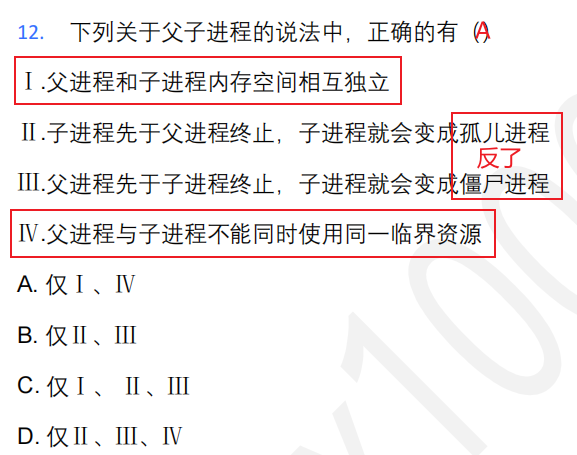 12. 下列关于父子进程的说法中，正确的有（A）
Ⅰ.父进程和子进程内存空间相互独立
Ⅱ.子进程先于父进程终止，子进程就会变成孤儿进程
反了
Ⅲ.父进程先于子进程终止，子进程就会变成僵尸进程
Ⅳ.父进程与子进程不能同时使用同一临界资源
A. 仅Ⅰ、Ⅳ
B. 仅Ⅱ、Ⅲ
C. 仅Ⅰ、Ⅱ、Ⅲ
D. 仅Ⅱ、Ⅲ、Ⅳ